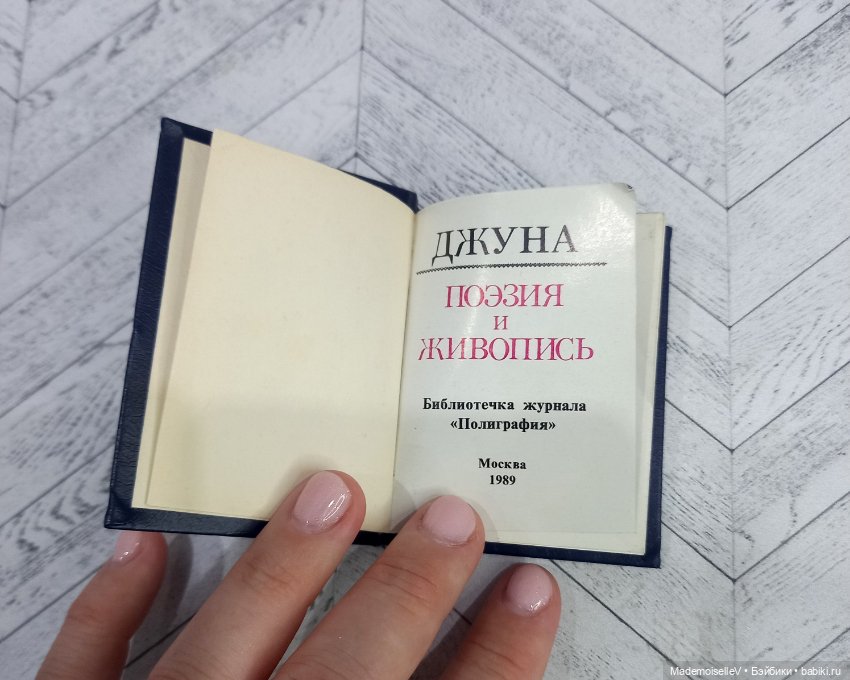 ДЖУНА
ПОЭЗИЯ
И
ЖИВОПИСЬ
Библиотечка журнала
«Полиграфия»
Москва
1989
MademoiselleV • Бэйбики • babiki.ru